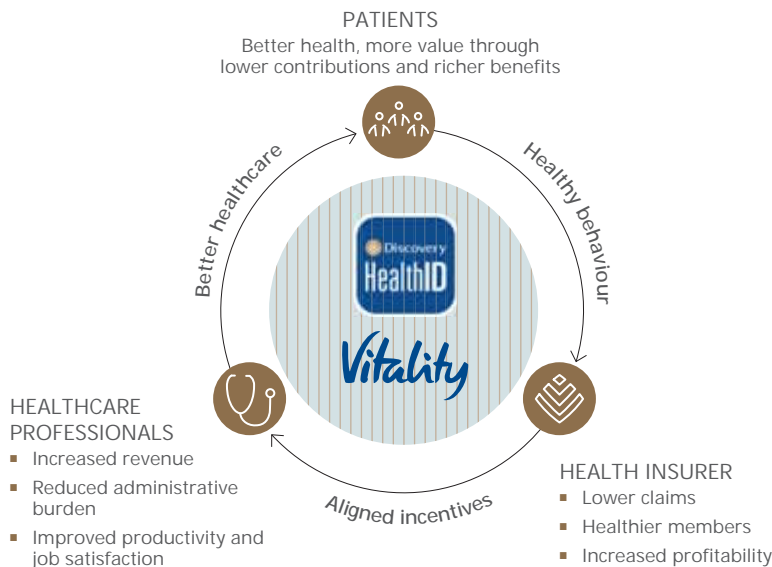 PATIENTS
Better health, more value through
lower contributions and richer benefits
Better healthcare
Healthy behaviour
Discovery
HealthID
Vitality
HEALTHCARE
PROFESSIONALS
▪ Increased revenue
▪ Reduced administrative
burden
▪ Improved productivity and
job satisfaction
Aligned incentives
HEALTH INSURER
▪ Lower claims
▪ Healthier members
▪ Increased profitability